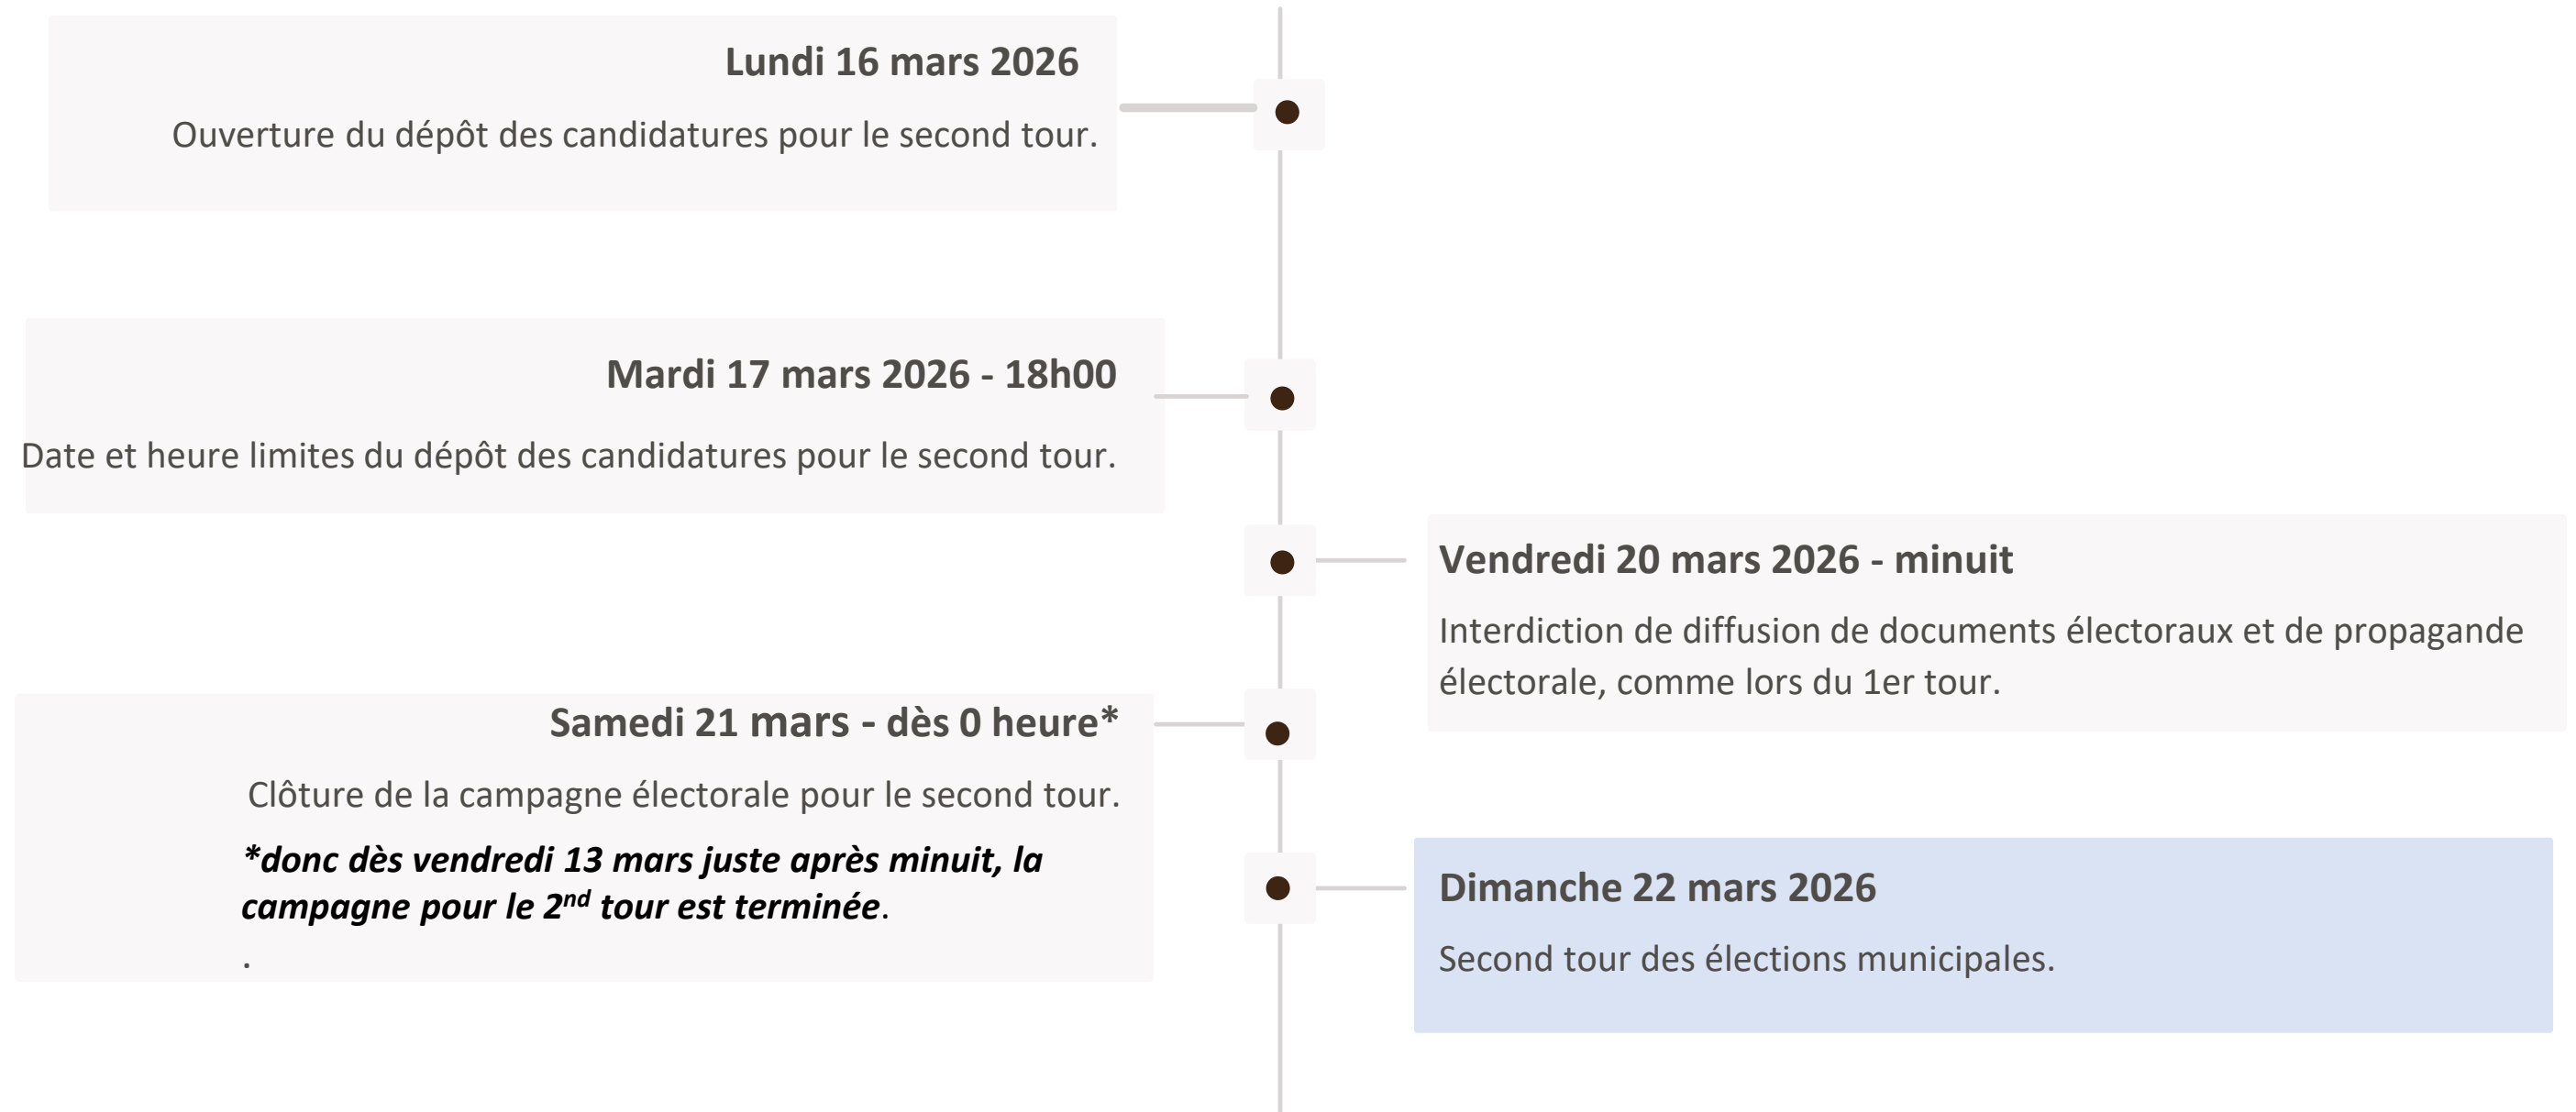 Lundi 16 mars 2026
Ouverture du dépôt des candidatures pour le second tour.
Mardi 17 mars 2026 - 18h00
Date et heure limites du dépôt des candidatures pour le second tour.
Vendredi 20 mars 2026 - minuit
Interdiction de diffusion de documents électoraux et de propagande
électorale, comme lors du 1er tour.
Samedi 21 mars - dès 0 heure*
Clôture de la campagne électorale pour le second tour.
*donc dès vendredi 13 mars juste après minuit, la
campagne pour le 2nd tour est terminée.
.
Dimanche 22 mars 2026
Second tour des élections municipales.